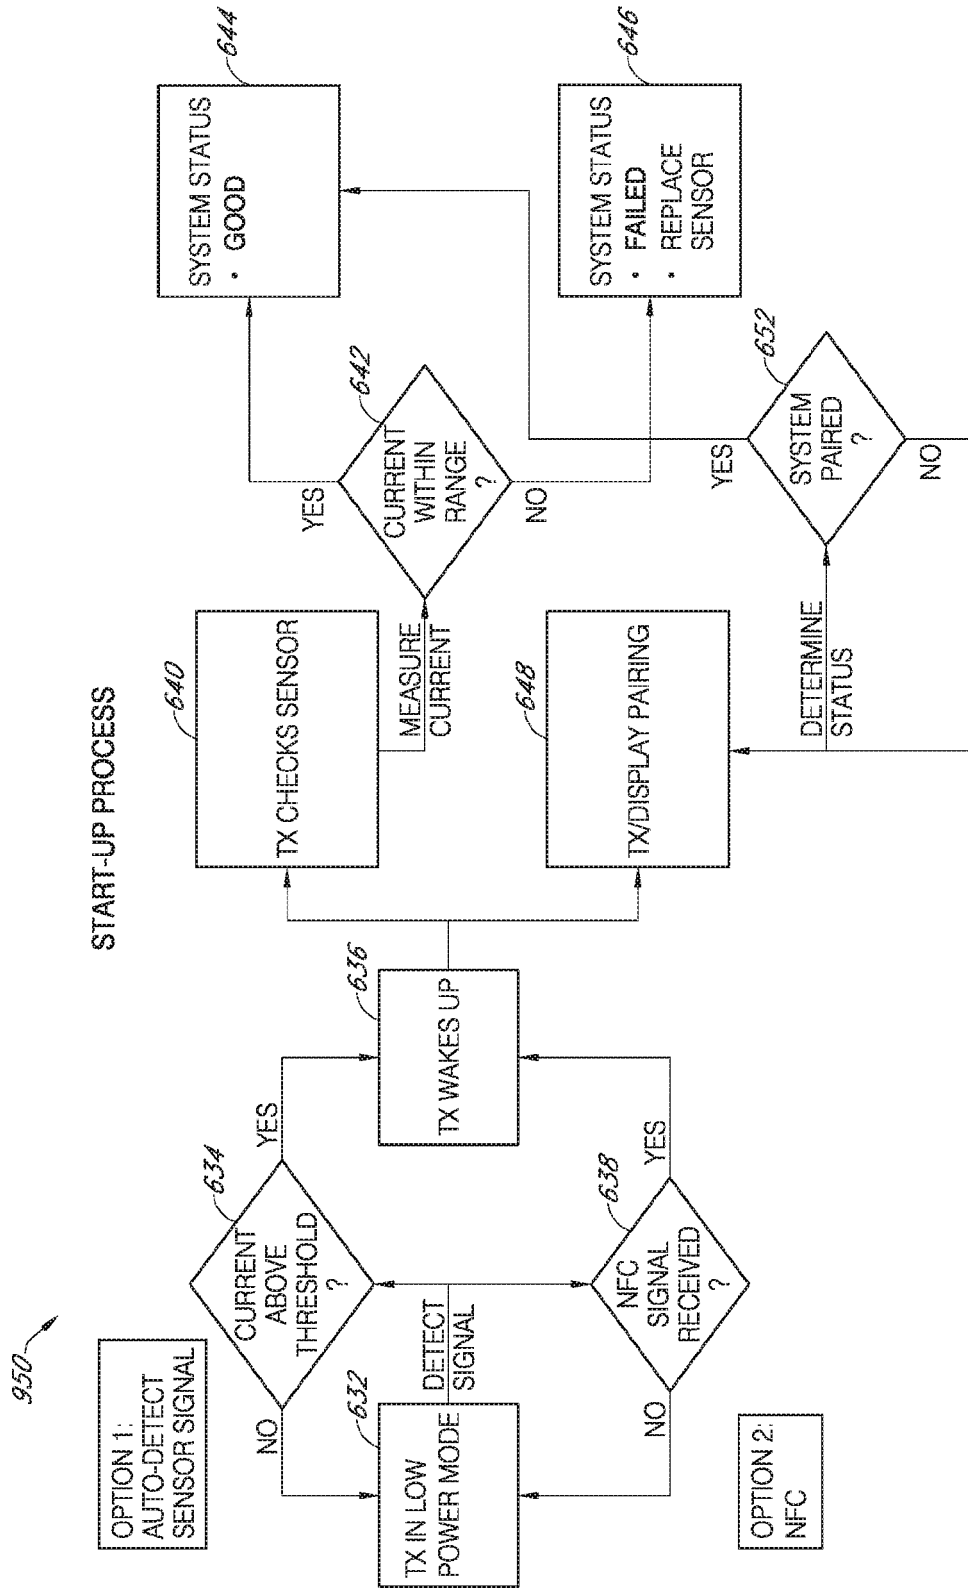 START-UP PROCESS
950
OPTION 1:
AUTO-DETECT
SENSOR SIGNAL
632
TX IN LOW
POWER MODE
DETECT
SIGNAL
634
CURRENT
ABOVE
THRESHOLD
?
NO
YES
638
NFC
SIGNAL
RECEIVED
?
NO
YES
OPTION 2:
NFC
636
TX WAKES UP
640
TX CHECKS SENSOR
MEASURE
CURRENT
642
CURRENT
WITHIN
RANGE
?
YES
NO
644
SYSTEM STATUS
• GOOD
646
SYSTEM STATUS
• FAILED
• REPLACE
SENSOR
648
TX/DISPLAY PAIRING
DETERMINE
STATUS
652
SYSTEM
PAIRED
?
YES
NO